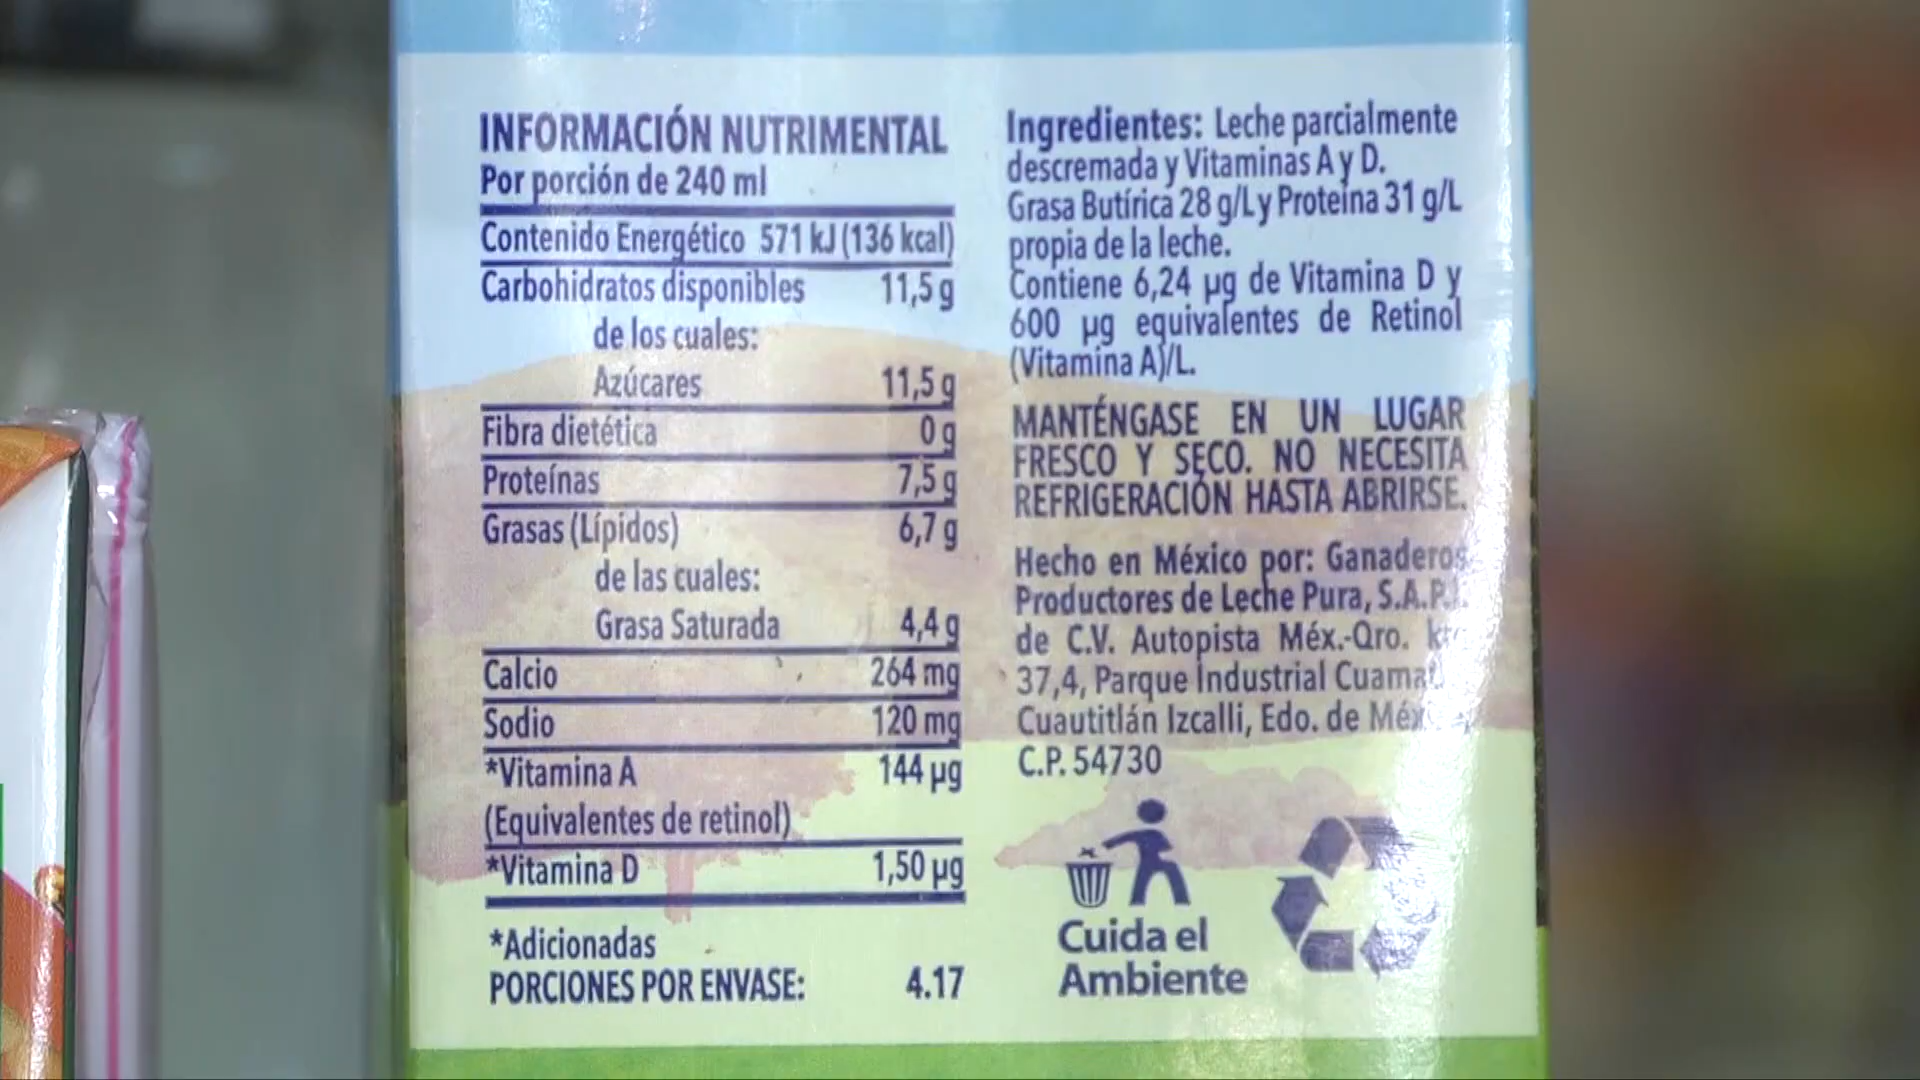 INFORMACIÓN NUTRIMENTAL
Por porción de 240 ml
Contenido Energético 571 kJ (136 kcal)
Carbohidratos disponibles 11,5 g
de los cuales:
Azúcares 11,5 g
Fibra dietética 0 g
Proteínas 7,5 g
Grasas (Lípidos) 6,7 g
de las cuales:
Grasa Saturada 4,4 g
Calcio 264 mg
Sodio 120 mg
*Vitamina A 144 µg
(Equivalentes de retinol)
*Vitamina D 1,50 µg
*Adicionadas
PORCIONES POR ENVASE: 4.17
Ingredientes: Leche parcialmente
descremada y Vitaminas A y D.
Grasa Butírica 28 g/L y Proteína 31 g/L
propia de la leche.
Contiene 6,24 µg de Vitamina D y
600 µg equivalentes de Retinol
(Vitamina A)/L.
MANTÉNGASE EN UN LUGAR
FRESCO Y SECO. NO NECESITA
REFRIGERACIÓN HASTA ABRIRSE.
Hecho en México por: Ganaderos
Productores de Leche Pura, S.A.P.I.
de C.V. Autopista Méx.-Qro.
37,4, Parque Industrial
Cuautitlán Izcalli, Edo. de
C.P. 54730
Cuida el
Ambiente